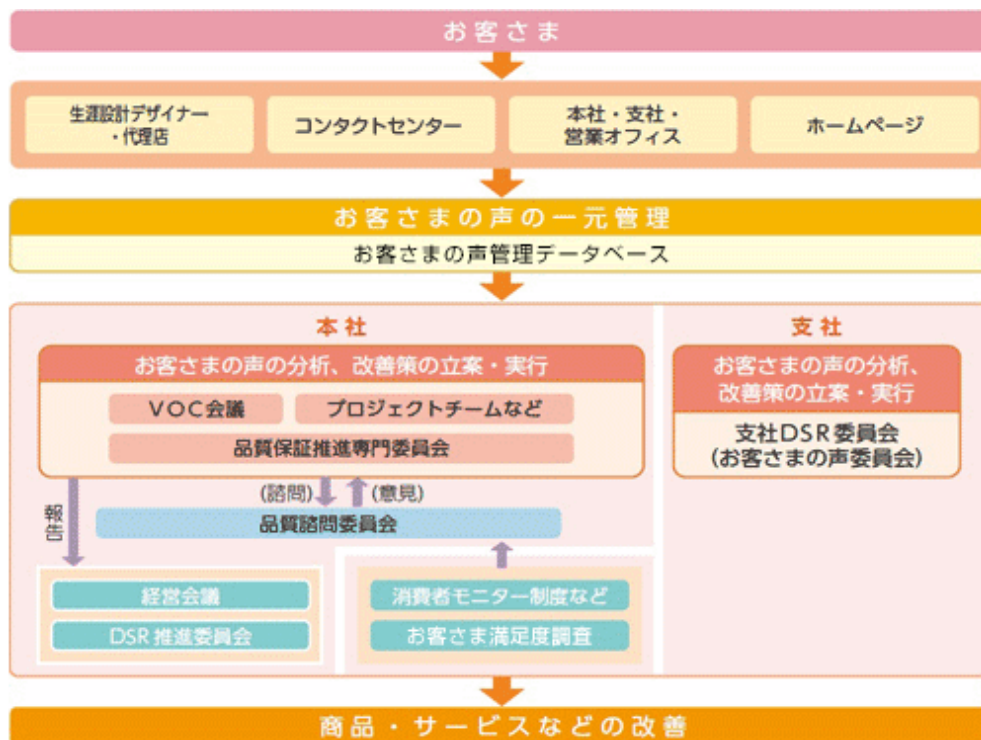 お客さま
生涯設計デザイナー
・代理店
コンタクトセンター
本社・支社・
営業オフィス
ホームページ
お客さまの声の一元管理
お客さまの声管理データベース
本社
お客さまの声の分析、改善策の立案・実行
VOC会議
プロジェクトチームなど
品質保証推進専門委員会
(諮問)
(意見)
品質諮問委員会
報告
経営会議
DSR推進委員会
消費者モニター制度など
お客さま満足度調査
支社
お客さまの声の分析、
改善策の立案・実行
支社DSR委員会
(お客さまの声委員会)
商品・サービスなどの改善